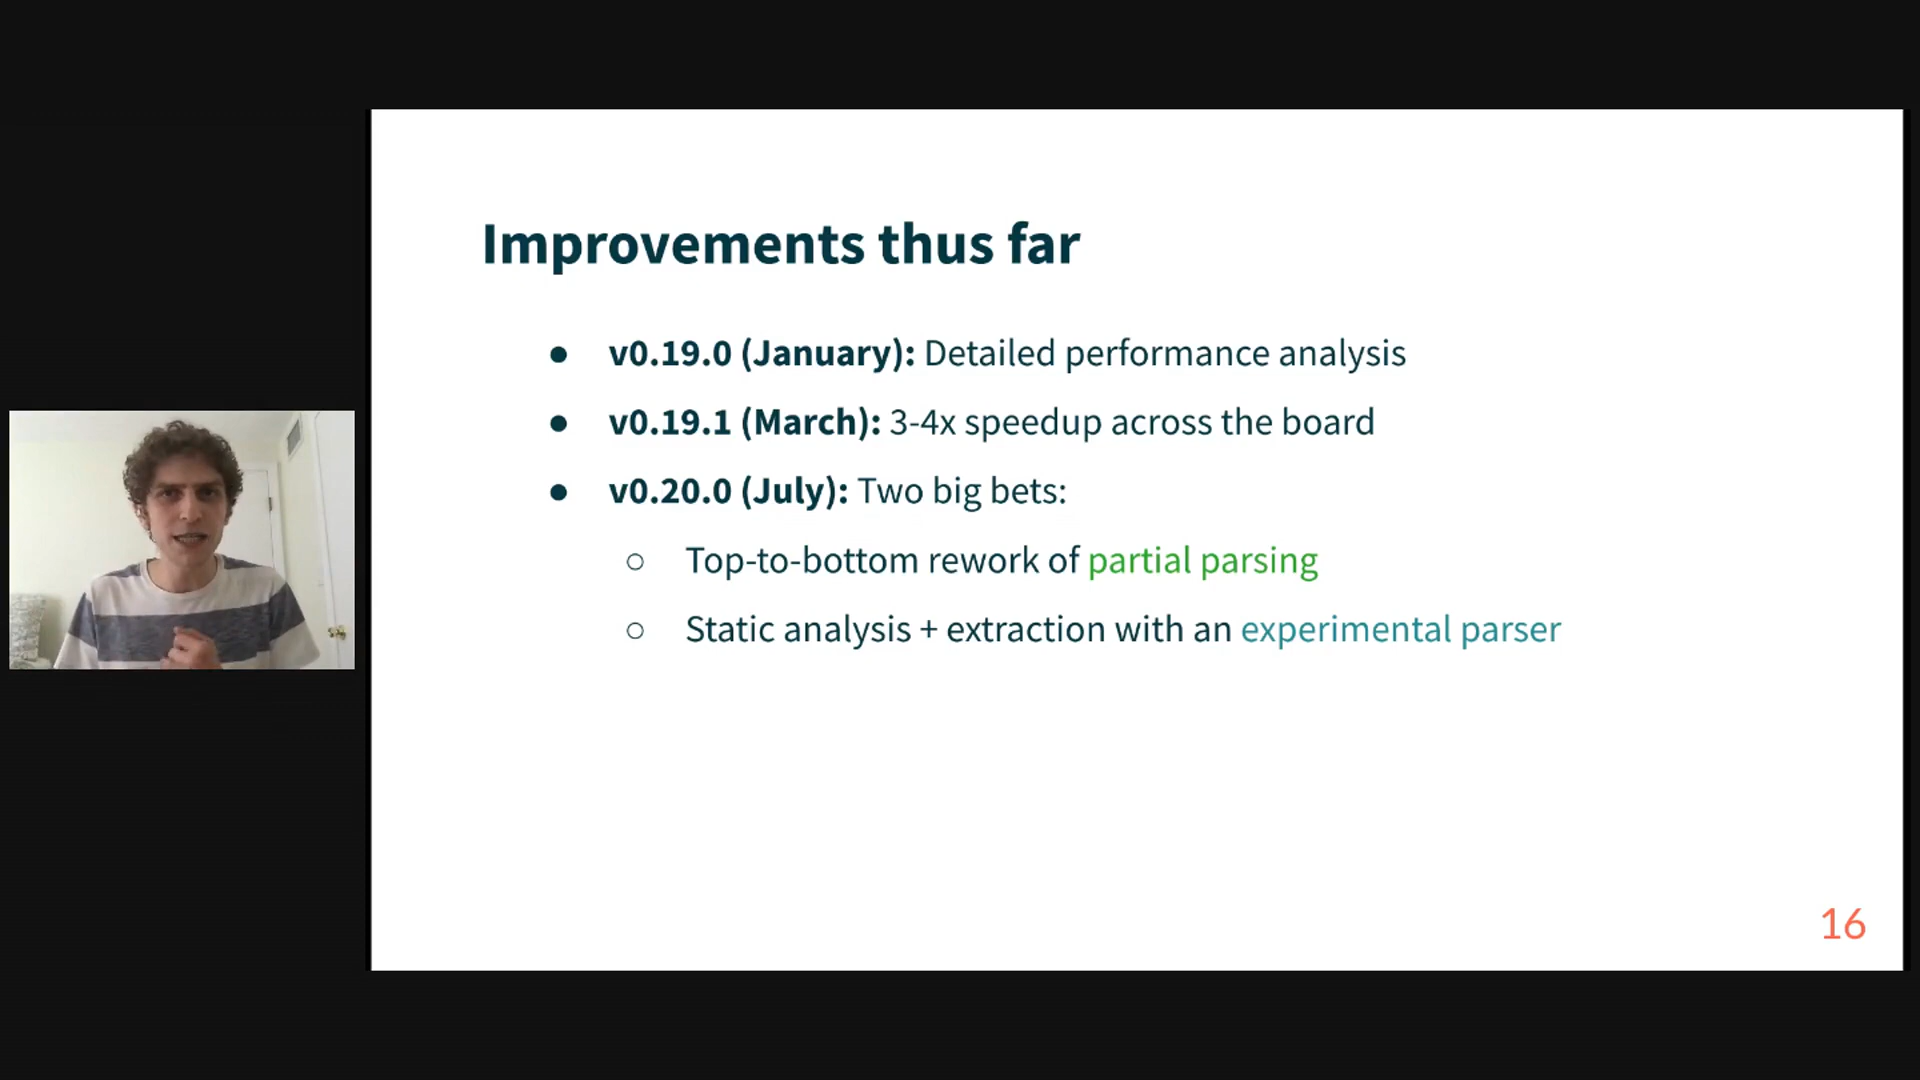 Improvements thus far
● v0.19.0 (January): Detailed performance analysis
● v0.19.1 (March): 3-4x speedup across the board
● v0.20.0 (July): Two big bets:
○ Top-to-bottom rework of partial parsing
○ Static analysis + extraction with an experimental parser
16